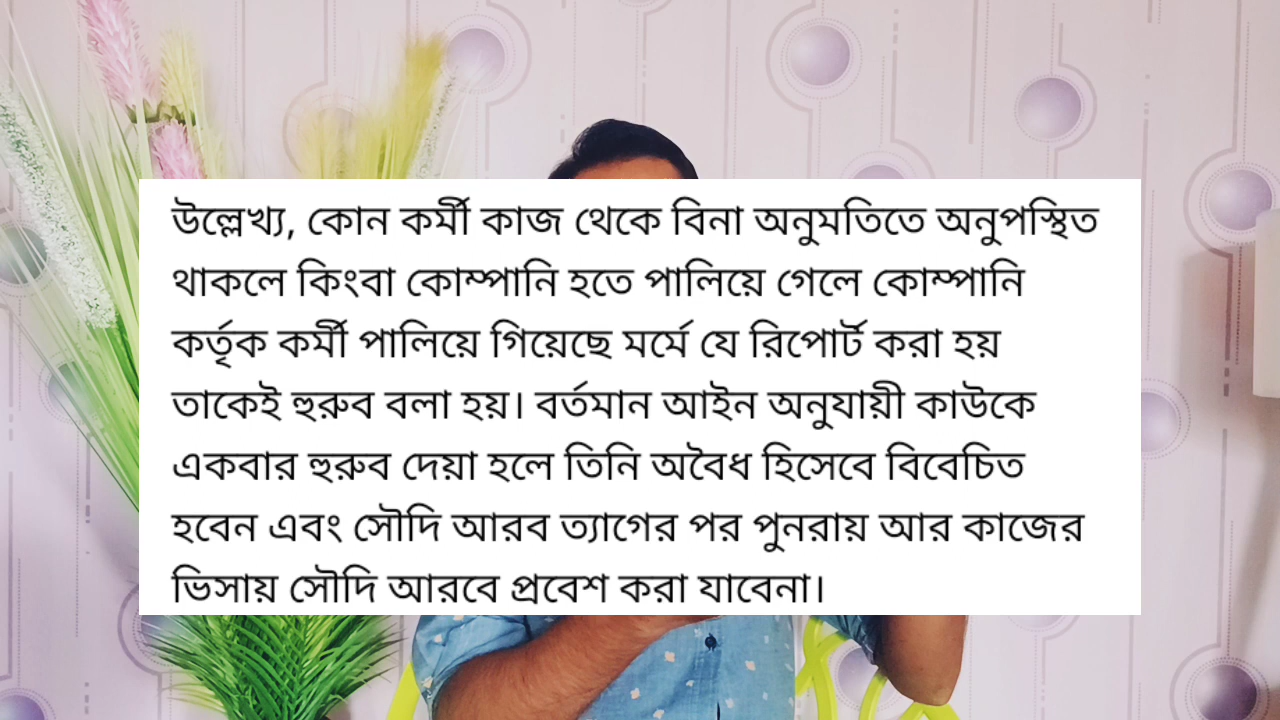 উল্লেখ্য, কোন কর্মী কাজ থেকে বিনা অনুমতিতে অনুপস্থিত
থাকলে কিংবা কোম্পানি হতে পালিয়ে গেলে কোম্পানি
কর্তৃক কর্মী পালিয়ে গিয়েছে মর্মে যে রিপোর্ট করা হয়
তাকেই হুরুব বলা হয়। বর্তমান আইন অনুযায়ী কাউকে
একবার হুরুব দেয়া হলে তিনি অবৈধ হিসেবে বিবেচিত
হবেন এবং সৌদি আরব ত্যাগের পর পুনরায় আর কাজের
ভিসায় সৌদি আরবে প্রবেশ করা যাবেনা।